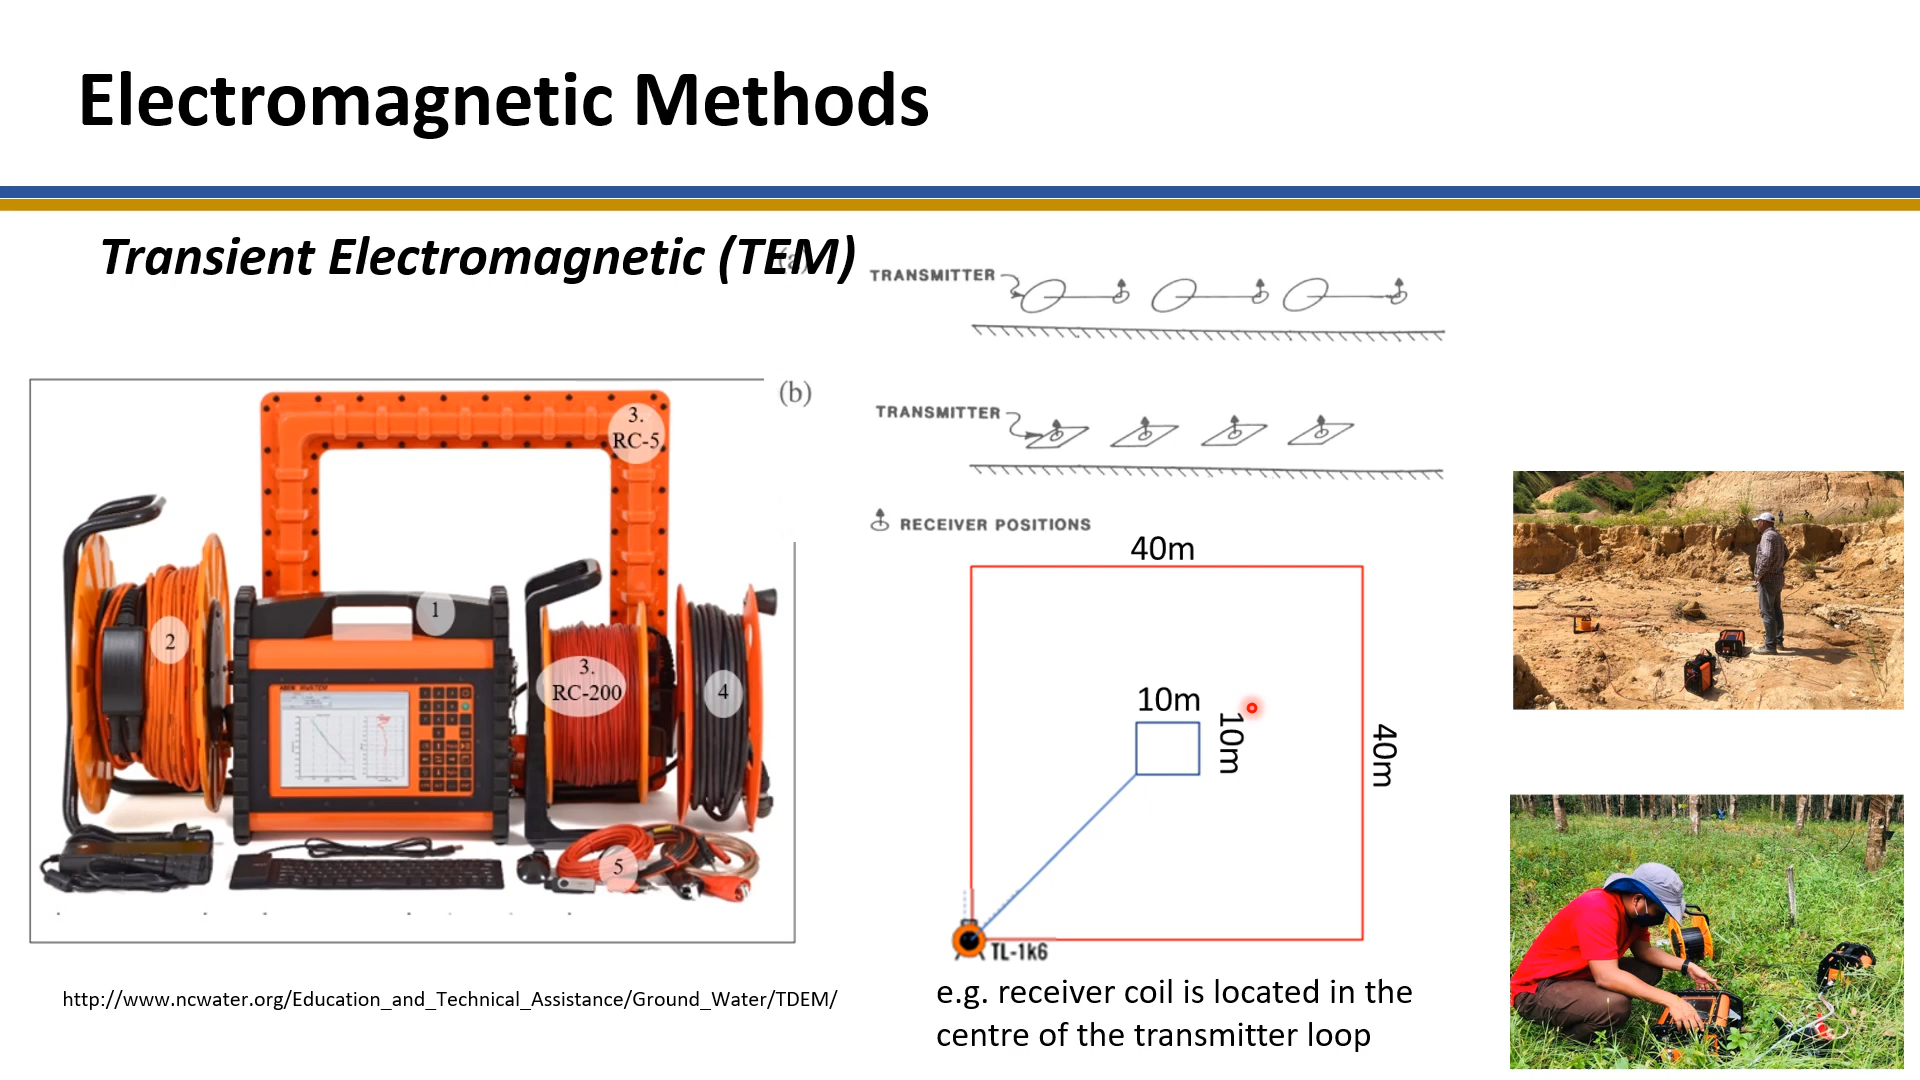 Electromagnetic Methods
Transient Electromagnetic (TEM)
(a)
TRANSMITTER
(b)
TRANSMITTER
RECEIVER POSITIONS
3.
RC-5
1
2
3.
RC-200
4
5
40m
10m
10m
40m
TL-1k6
http://www.ncwater.org/Education_and_Technical_Assistance/Ground_Water/TDEM/
e.g. receiver coil is located in the
centre of the transmitter loop